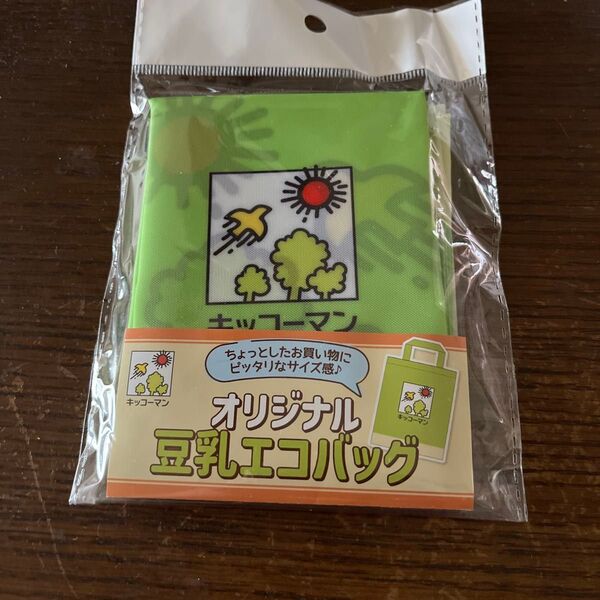 キッコーマン
ちょっとしたお買い物に
ピッタリなサイズ感♪
キッコーマン
オリジナル
豆乳エコバッグ
キッコーマン